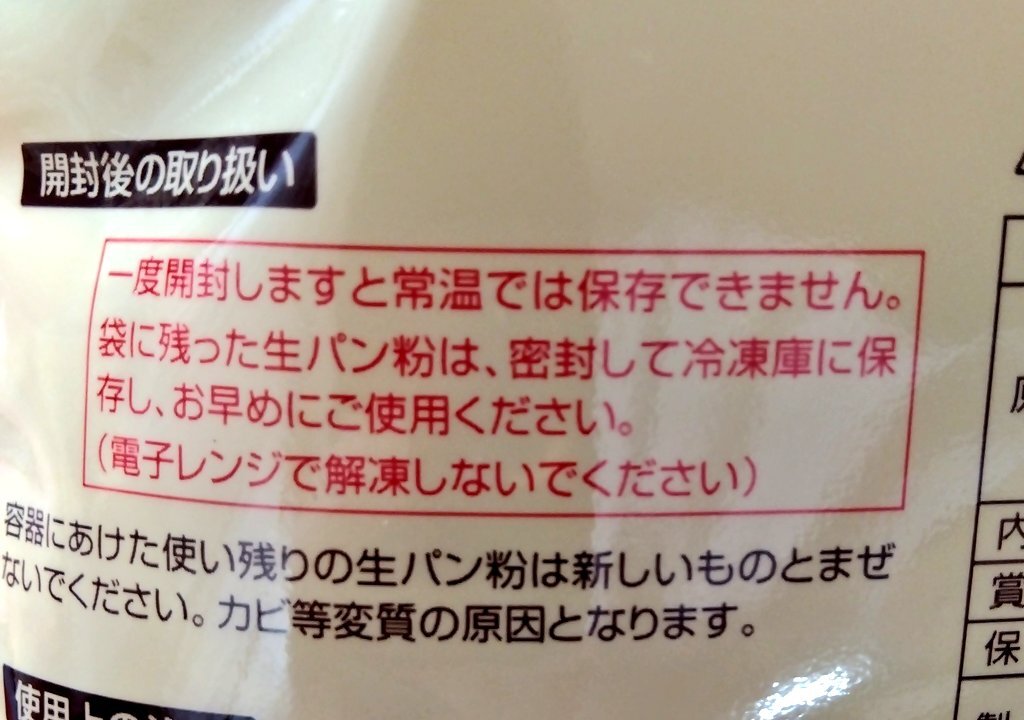 開封後の取り扱い
一度開封しますと常温では保存できません。
袋に残った生パン粉は、密封して冷凍庫に保
存し、お早めにご使用ください。
(電子レンジで解凍しないでください)
容器にあけた使い残りの生パン粉は新しいものとまぜ
ないでください。カビ等変質の原因となります。
使用上の
内
賞
保